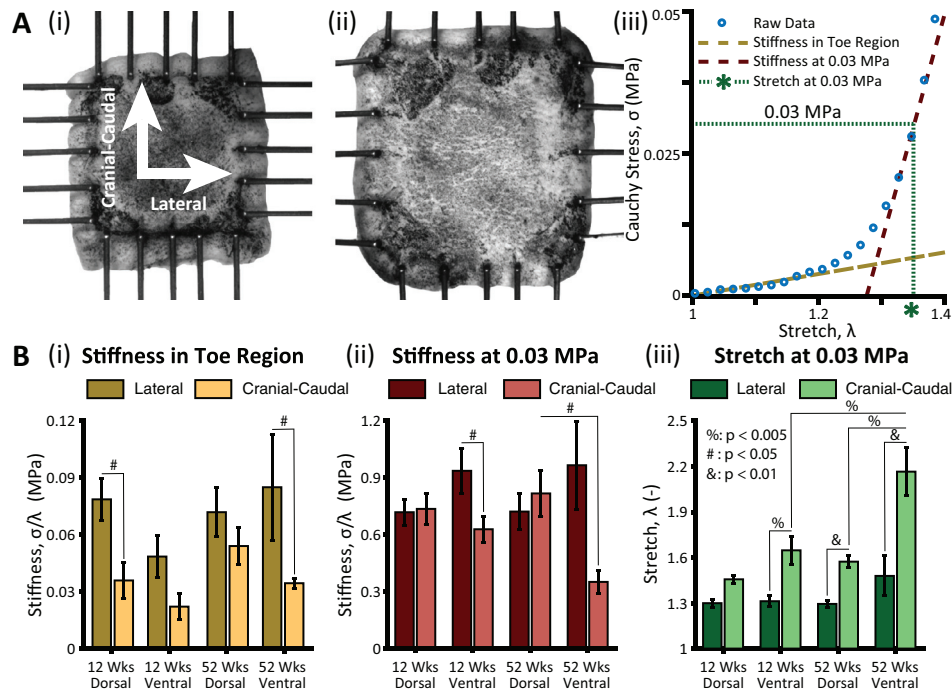 A
(i)
Cranial-Caudal
Lateral
(ii)
(iii)
Cauchy Stress, σ (MPa)
0.05
0.025
0
Raw Data
Stiffness in Toe Region
Stiffness at 0.03 MPa
Stretch at 0.03 MPa
0.03 MPa
1
1.2
1.4
Stretch, λ
B
(i) Stiffness in Toe Region
Lateral
Cranial-Caudal
Stiffness, σ/λ (MPa)
0.12
0.09
0.06
0.03
0
#
#
12 Wks 12 Wks 52 Wks 52 Wks
Dorsal Ventral Dorsal Ventral
(ii) Stiffness at 0.03 MPa
Lateral
Cranial-Caudal
Stiffness, σ/λ (MPa)
1.2
0.9
0.6
0.3
0
#
#
12 Wks 12 Wks 52 Wks 52 Wks
Dorsal Ventral Dorsal Ventral
(iii) Stretch at 0.03 MPa
Lateral
Cranial-Caudal
Stretch, λ (-)
2.5
2.2
1.9
1.6
1.3
1
%: p < 0.005
#: p < 0.05
&: p < 0.01
%
%
&
%
&
12 Wks 12 Wks 52 Wks 52 Wks
Dorsal Ventral Dorsal Ventral